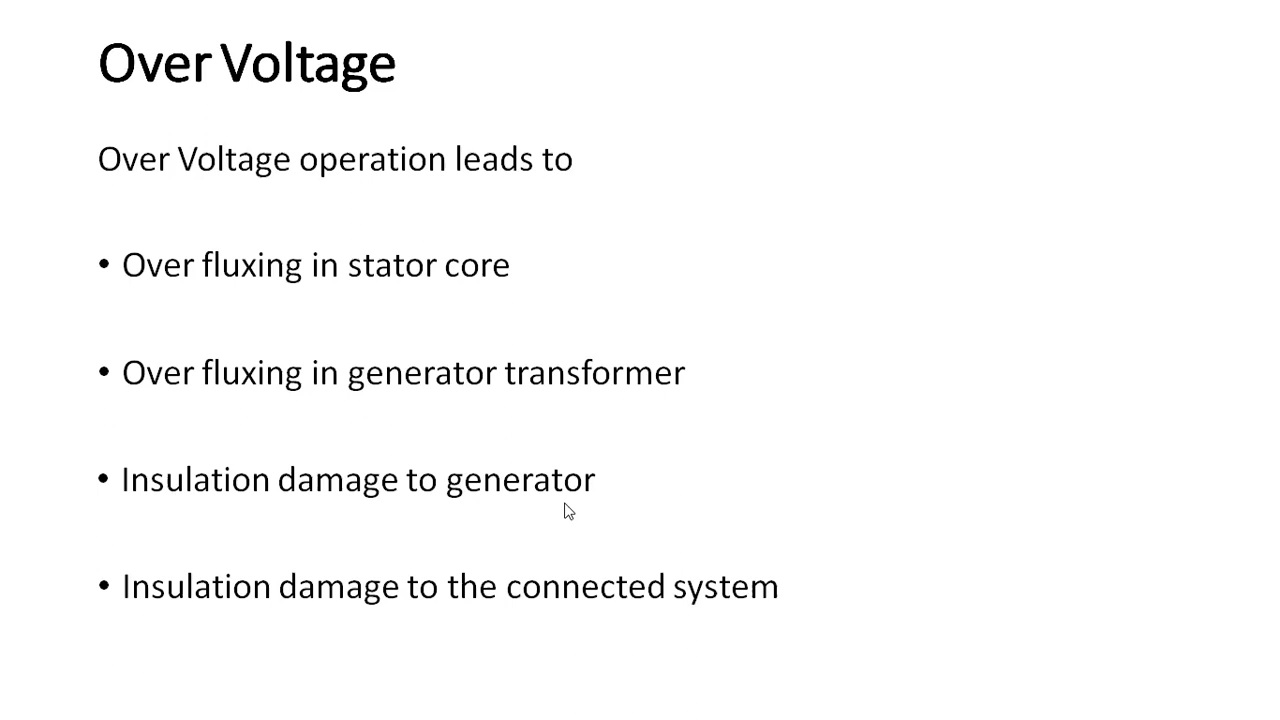 Over Voltage
Over Voltage operation leads to
• Over fluxing in stator core
• Over fluxing in generator transformer
• Insulation damage to generator
• Insulation damage to the connected system